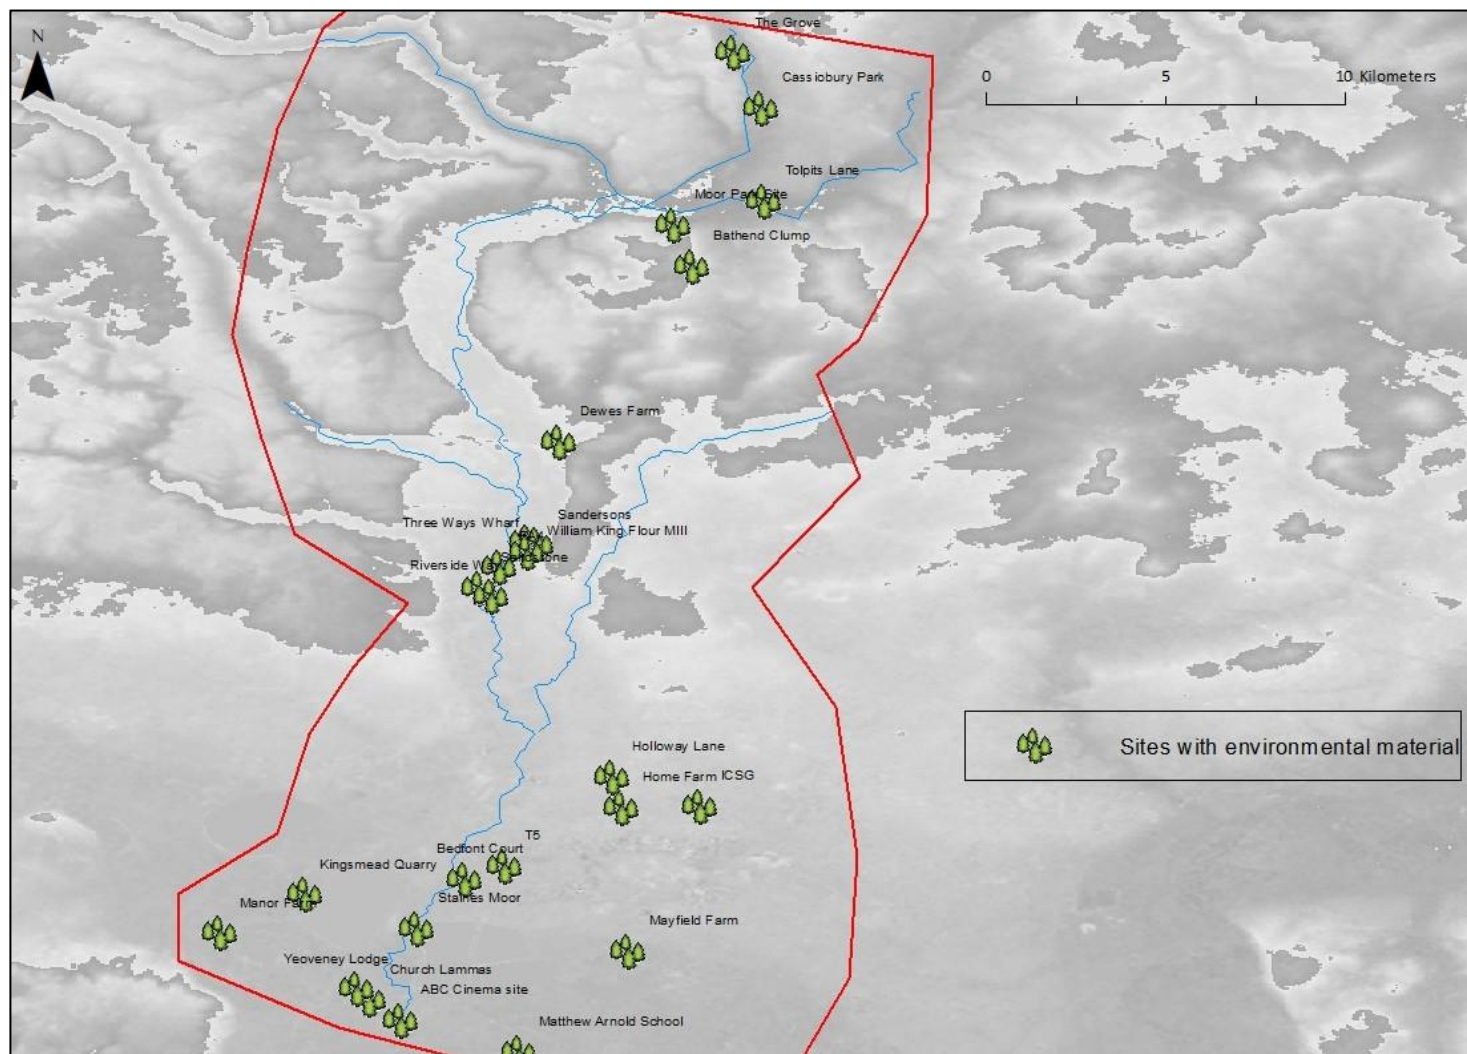 The Grove
N
Cassiobury Park
0 5 10 Kilometers
Tolpits Lane
Moor Park Site
Bathend Clump
Dewes Farm
Sandersons
Three Ways Wharf
William King Flour MIll
Riverside Way
Holloway Lane
Sites with environmental material
Home Farm
ICSG
T5
Bedfont Court
Kingsmead Quarry
Staines Moor
Manor Farm
Mayfield Farm
Yeoveney Lodge
Church Lammas
ABC Cinema site
Matthew Arnold School